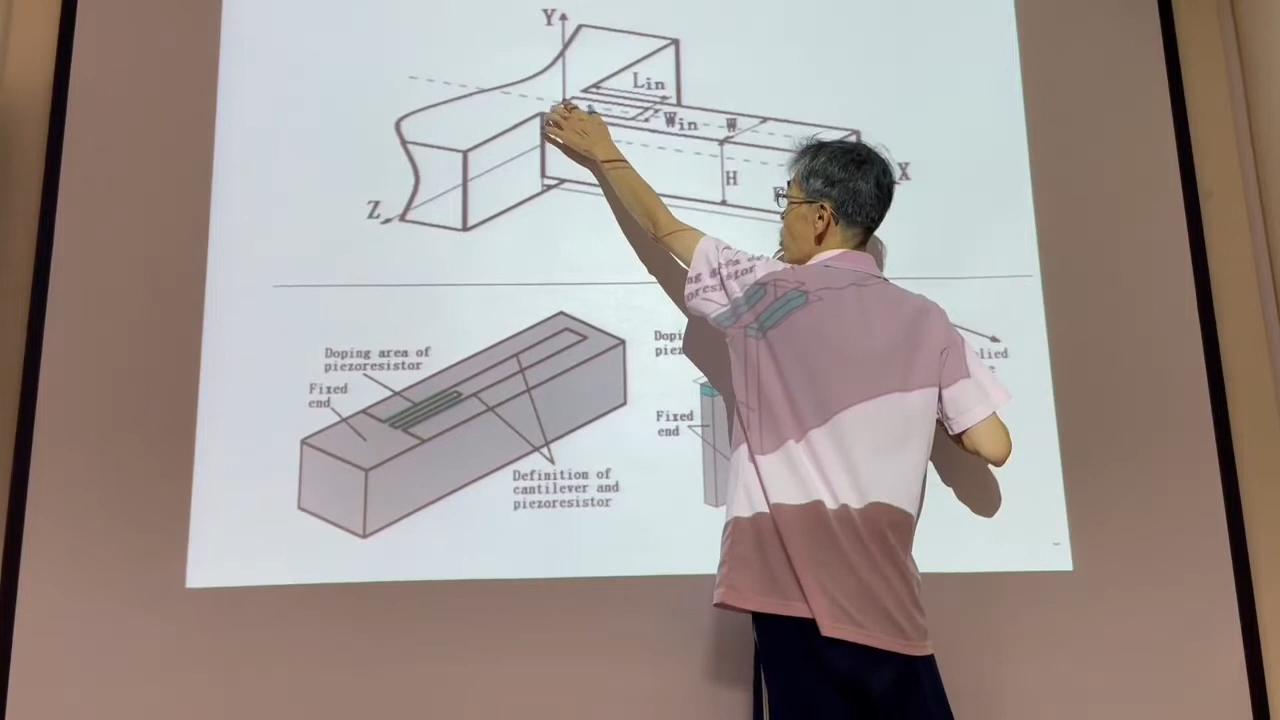 Y
Lin
Win
W
X
H
Z
F
Doping area of
piezoresistor
Fixed
end
Definition of
cantilever and
piezoresistor
Fixed
end